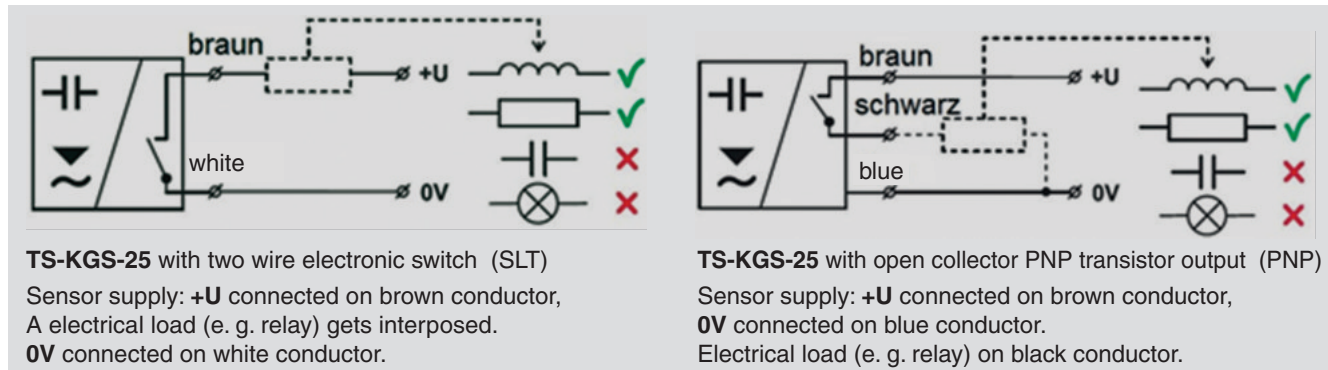 braun
+U
white
0V
TS-KGS-25 with two wire electronic switch (SLT)
Sensor supply: +U connected on brown conductor,
A electrical load (e. g. relay) gets interposed.
0V connected on white conductor.
braun
+U
schwarz
blue
0V
TS-KGS-25 with open collector PNP transistor output (PNP)
Sensor supply: +U connected on brown conductor,
0V connected on blue conductor.
Electrical load (e. g. relay) on black conductor.